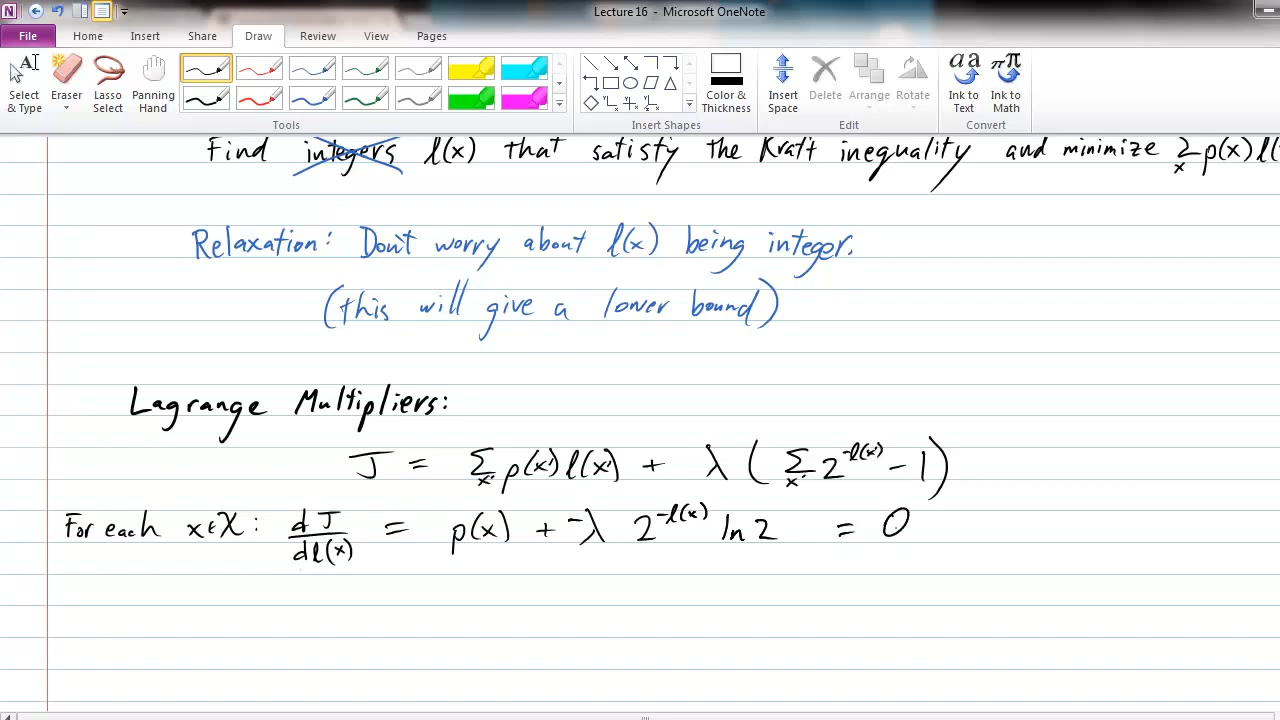 Lecture 16 - Microsoft OneNote
File Home Insert Share Draw Review View Pages
Select & Type Eraser Lasso Select Panning Hand Color & Thickness Insert Space Delete Arrange Rotate Ink to Text Ink to Math
Tools Insert Shapes Edit Convert
Find integers l(x) that satisfy the Kraft inequality and minimize Σ_x p(x)l(
Relaxation: Don't worry about l(x) being integer.
(this will give a lower bound)
Lagrange Multipliers:
J = Σ_x' p(x')l(x') + λ ( Σ_x' 2^{-l(x')} - 1 )
For each x∈X: dJ/dl(x) = p(x) + -λ 2^{-l(x)} ln 2 = 0